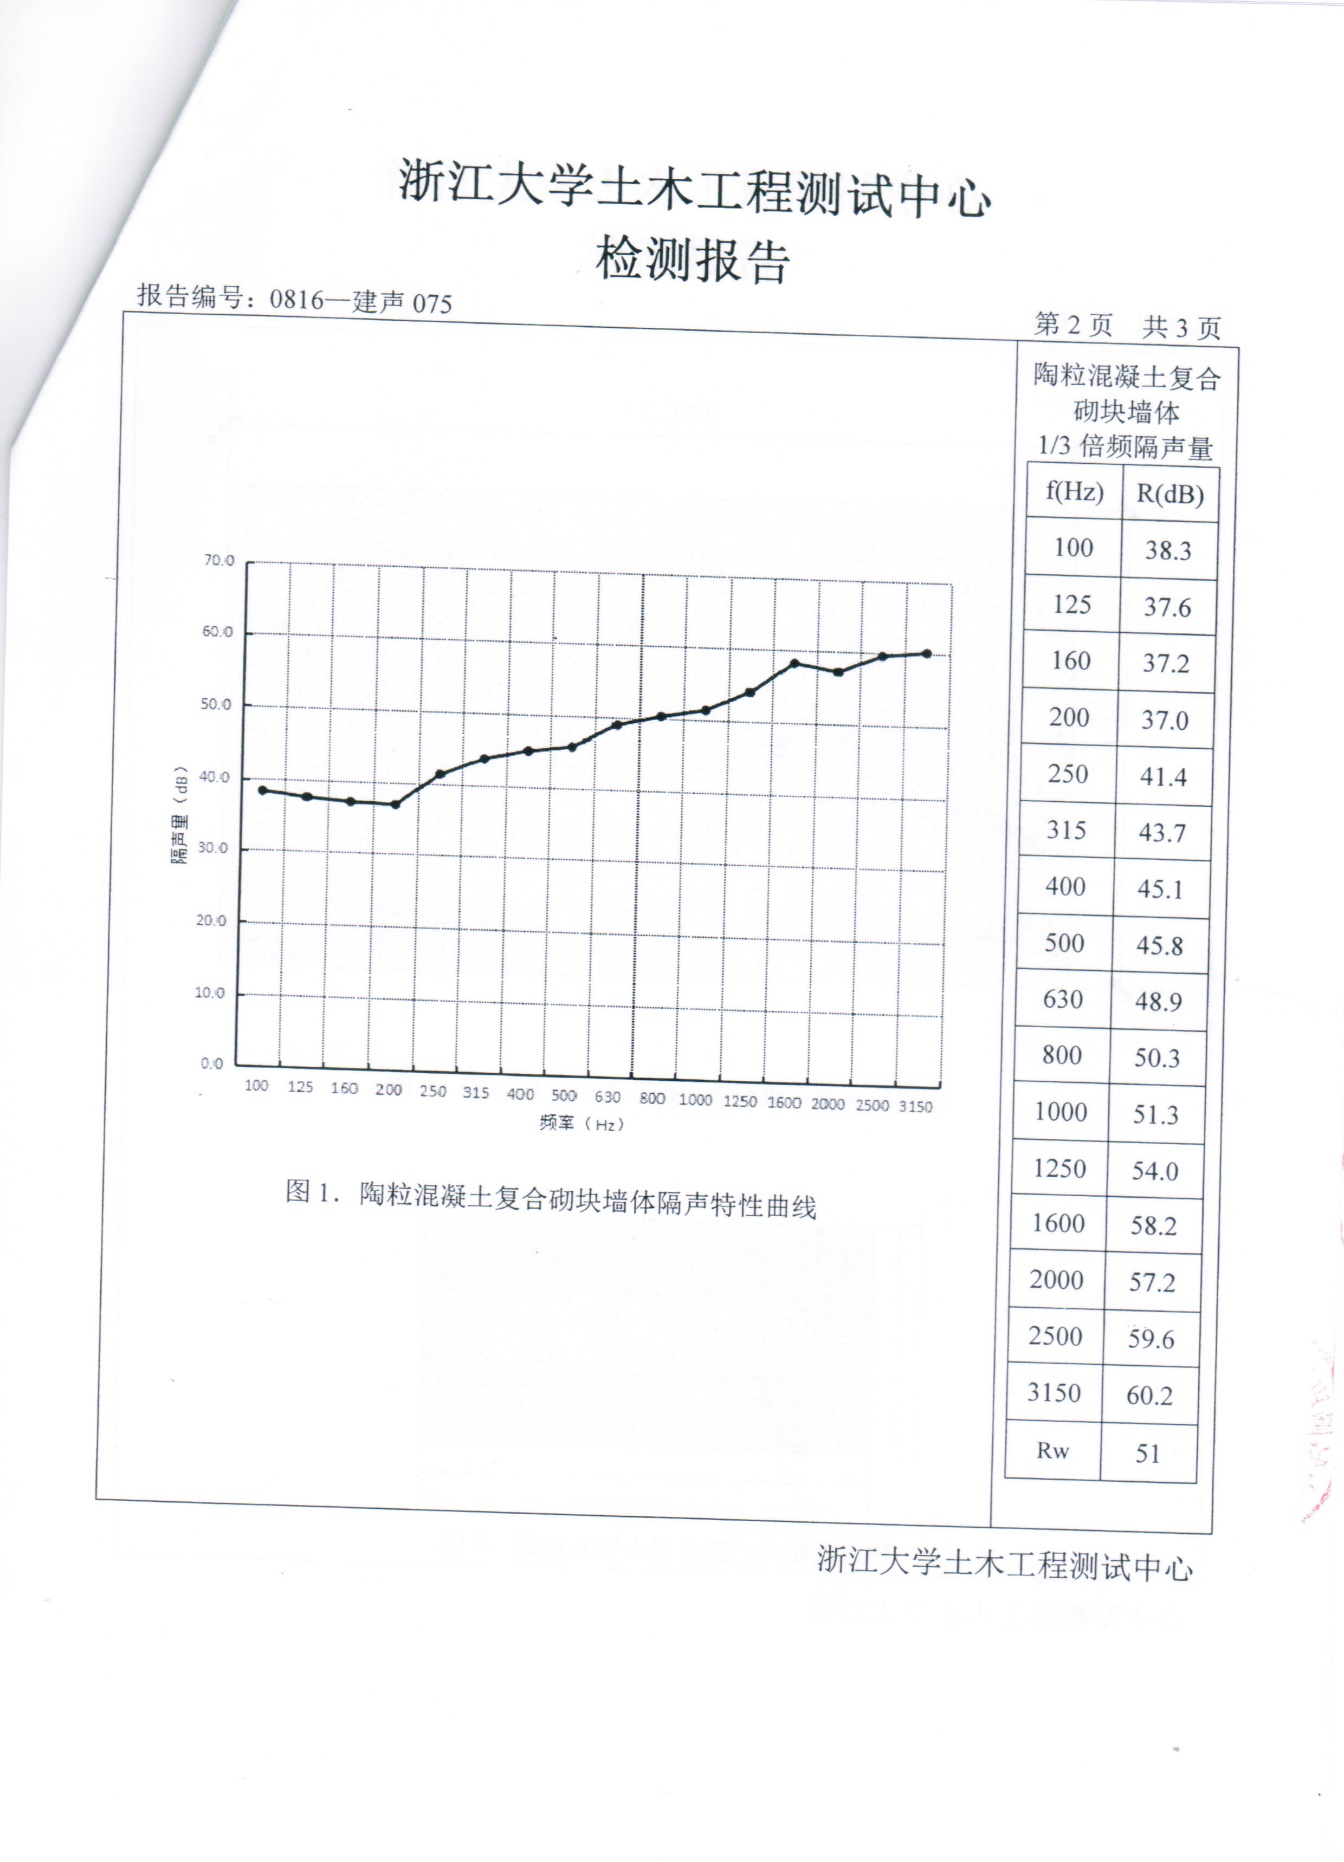 浙江大学土木工程测试中心
检测报告
报告编号：0816—建声 075
第 2 页 共 3 页
陶粒混凝土复合
砌块墙体
1/3 倍频隔声量
f(Hz) R(dB)
100 38.3
125 37.6
160 37.2
200 37.0
250 41.4
315 43.7
400 45.1
500 45.8
630 48.9
800 50.3
1000 51.3
1250 54.0
1600 58.2
2000 57.2
2500 59.6
3150 60.2
Rw 51
70.0
60.0
50.0
40.0
30.0
20.0
10.0
0.0
隔声量（dB）
100 125 160 200 250 315 400 500 630 800 1000 1250 1600 2000 2500 3150
频率（Hz）
图 1．陶粒混凝土复合砌块墙体隔声特性曲线
浙江大学土木工程测试中心